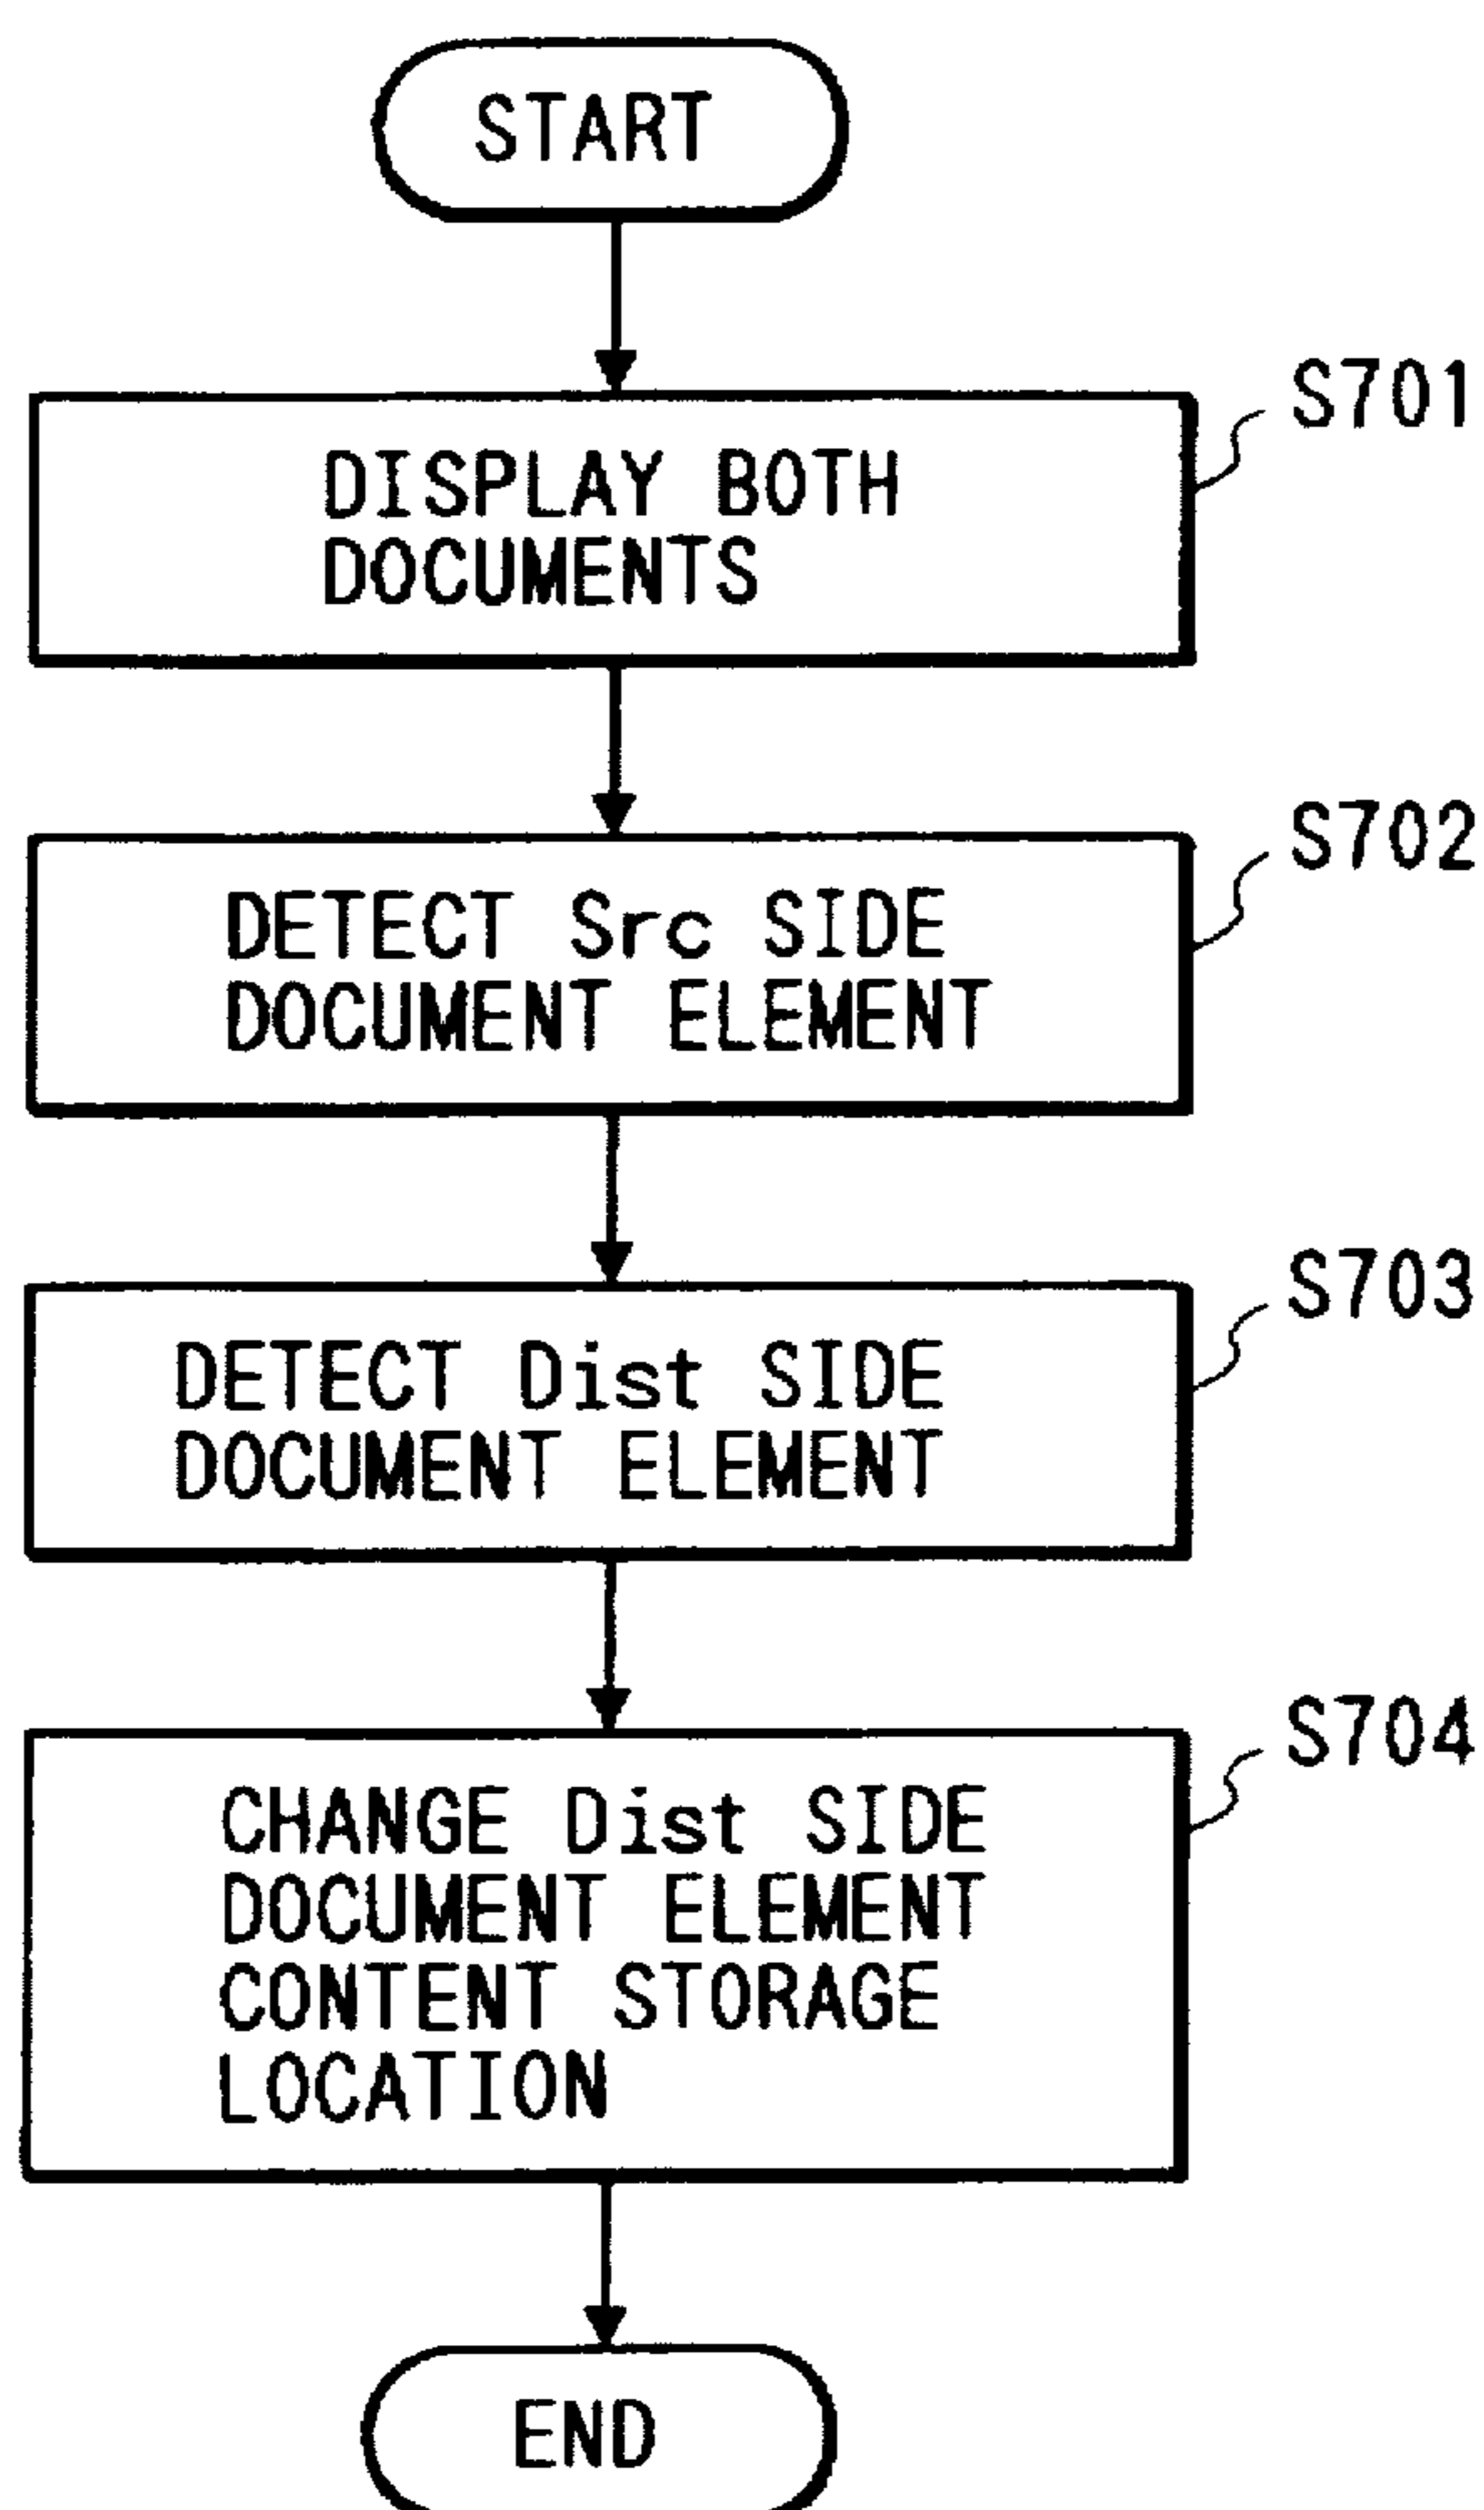 START
S701
DISPLAY BOTH
DOCUMENTS
S702
DETECT Src SIDE
DOCUMENT ELEMENT
S703
DETECT Dist SIDE
DOCUMENT ELEMENT
S704
CHANGE Dist SIDE
DOCUMENT ELEMENT
CONTENT STORAGE
LOCATION
END